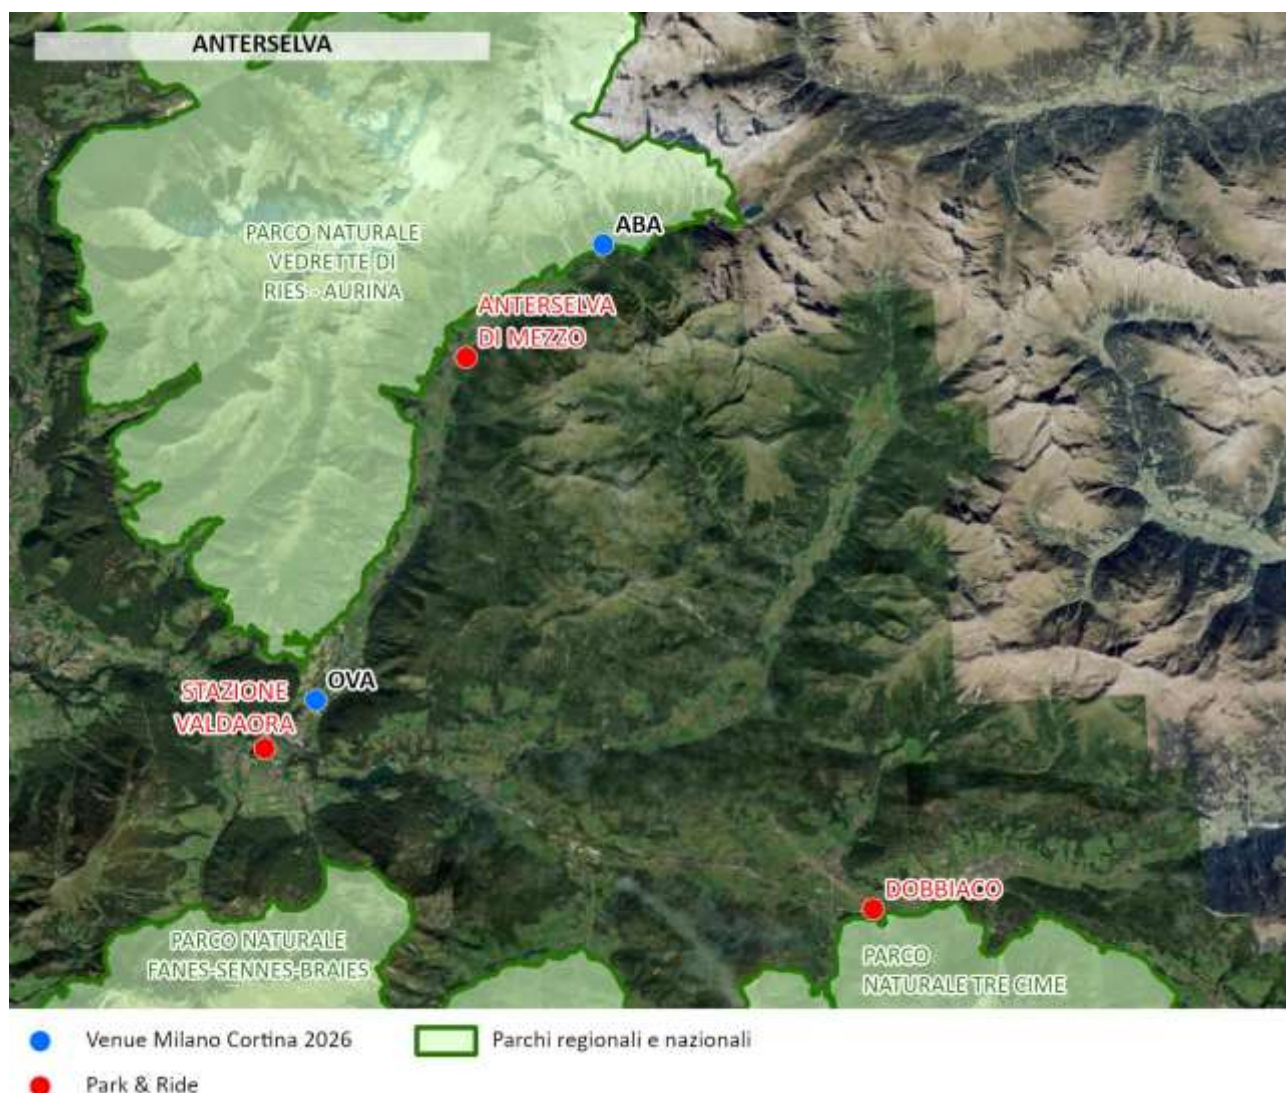 ANTERSELVA
ABA
PARCO NATURALE
VEDRETTE DI
RIES - AURINA
ANTERSELVA
DI MEZZO
OVA
STAZIONE
VALDAORA
DOBBIACO
PARCO NATURALE
FANES-SENNES-BRAIES
PARCO
NATURALE TRE CIME
Venue Milano Cortina 2026
Parchi regionali e nazionali
Park & Ride